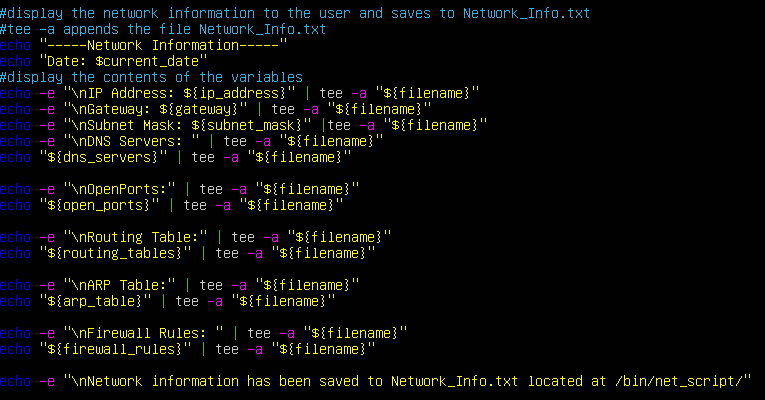 #display the network information to the user and saves to Network_Info.txt
#tee -a appends the file Network_Info.txt
echo "-----Network Information-----"
echo "Date: $current_date"
#display the contents of the variables
echo -e "\nIP Address: ${ip_address}" | tee -a "${filename}"
echo -e "\nGateway: ${gateway}" | tee -a "${filename}"
echo -e "\nSubnet Mask: ${subnet_mask}" |tee -a "${filename}"
echo -e "\nDNS Servers: " | tee -a "${filename}"
echo "${dns_servers}" | tee -a "${filename}"
echo -e "\nOpenPorts:" | tee -a "${filename}"
echo "${open_ports}" | tee -a "${filename}"
echo -e "\nRouting Table:" | tee -a "${filename}"
echo "${routing_tables}" | tee -a "${filename}"
echo -e "\nARP Table:" | tee -a "${filename}"
echo "${arp_table}" | tee -a "${filename}"
echo -e "\nFirewall Rules: " | tee -a "${filename}"
echo "${firewall_rules}" | tee -a "${filename}"
echo -e "\nNetwork information has been saved to Network_Info.txt located at /bin/net_script/"